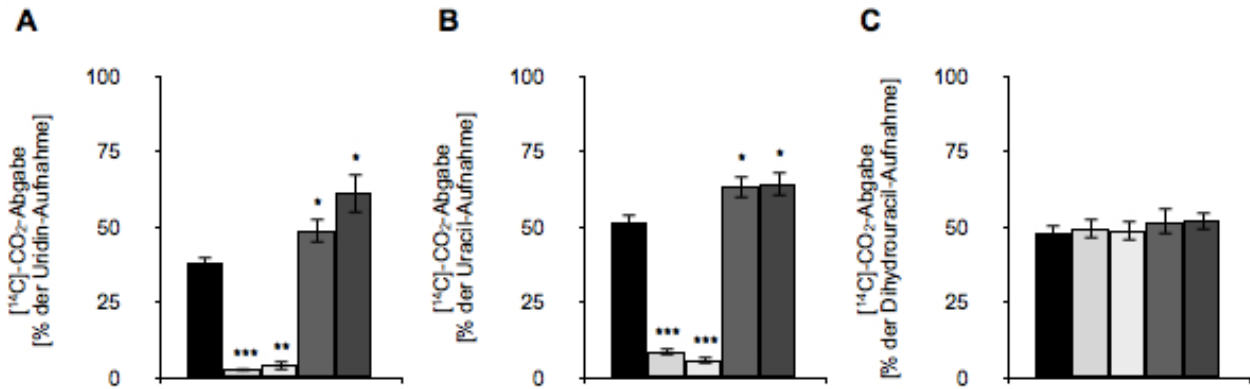 A
[¹⁴C]-CO₂-Abgabe
[% der Uridin-Aufnahme]
100
75
50
25
0
***
**
*
*
B
[¹⁴C]-CO₂-Abgabe
[% der Uracil-Aufnahme]
100
75
50
25
0
***
***
*
*
C
[¹⁴C]-CO₂-Abgabe
[% der Dihydrouracil-Aufnahme]
100
75
50
25
0